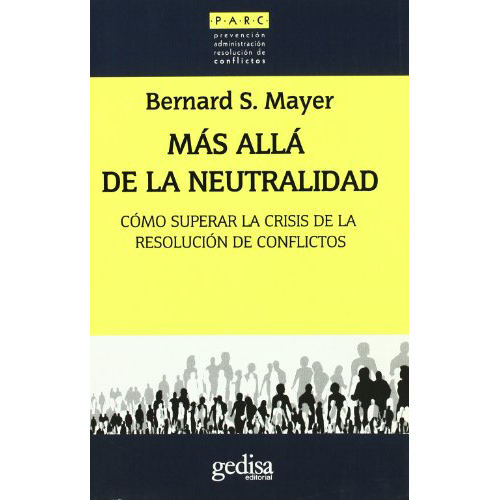 · P · A · R · C ·
prevención
administración
resolución de
conflictos
Bernard S. Mayer
MÁS ALLÁ
DE LA NEUTRALIDAD
CÓMO SUPERAR LA CRISIS DE LA
RESOLUCIÓN DE CONFLICTOS
gedisa
editorial